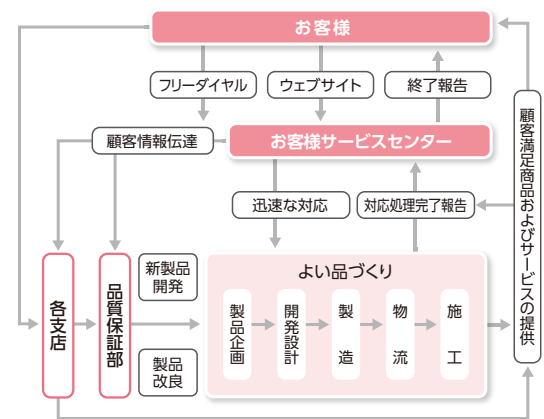 お客様
フリーダイヤル
ウェブサイト
終了報告
顧客情報伝達
お客様サービスセンター
迅速な対応
対応処理完了報告
顧客満足商品およびサービスの提供
各支店
品質保証部
新製品
開発
製品
改良
よい品づくり
製品企画
開発設計
製造
物流
施工